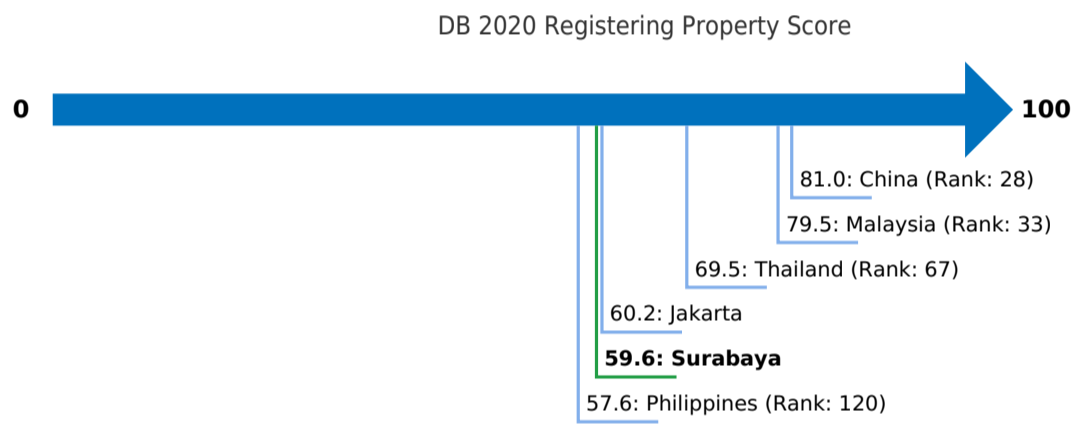 DB 2020 Registering Property Score
0
100
81.0: China (Rank: 28)
79.5: Malaysia (Rank: 33)
69.5: Thailand (Rank: 67)
60.2: Jakarta
59.6: Surabaya
57.6: Philippines (Rank: 120)